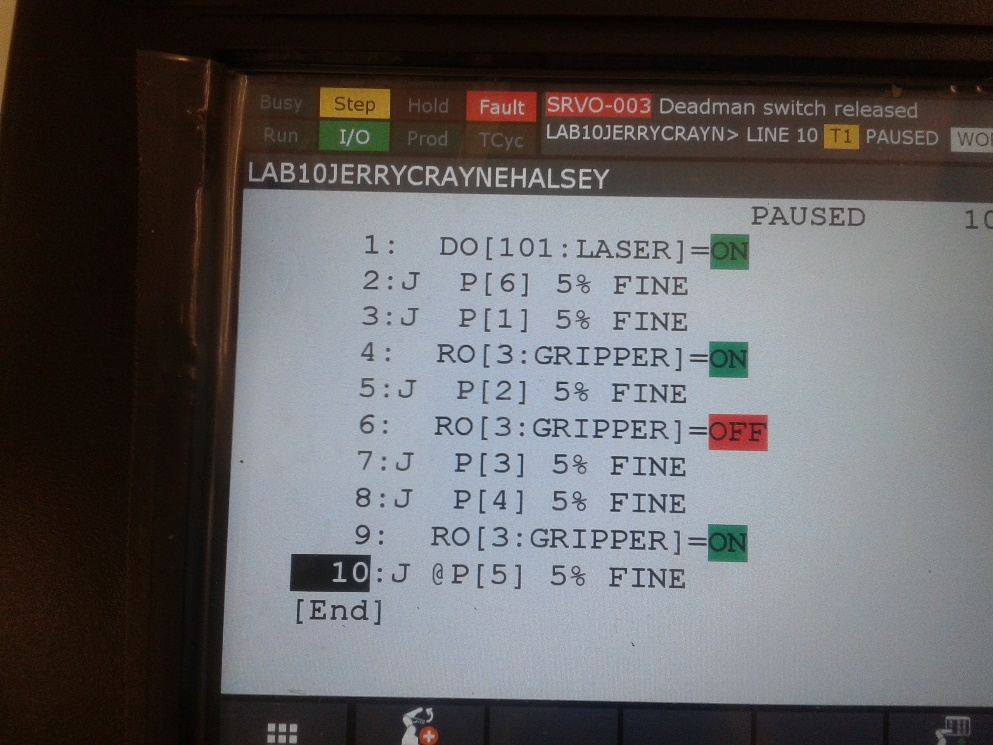 Busy Step Hold Fault SRVO-003 Deadman switch released
Run I/O Prod TCyc LAB10JERRYCRAYN> LINE 10 T1 PAUSED WO
LAB10JERRYCRAYNEHALSEY
PAUSED 10
1: DO[101:LASER]=ON
2:J P[6] 5% FINE
3:J P[1] 5% FINE
4: RO[3:GRIPPER]=ON
5:J P[2] 5% FINE
6: RO[3:GRIPPER]=OFF
7:J P[3] 5% FINE
8:J P[4] 5% FINE
9: RO[3:GRIPPER]=ON
10:J @P[5] 5% FINE
[End]